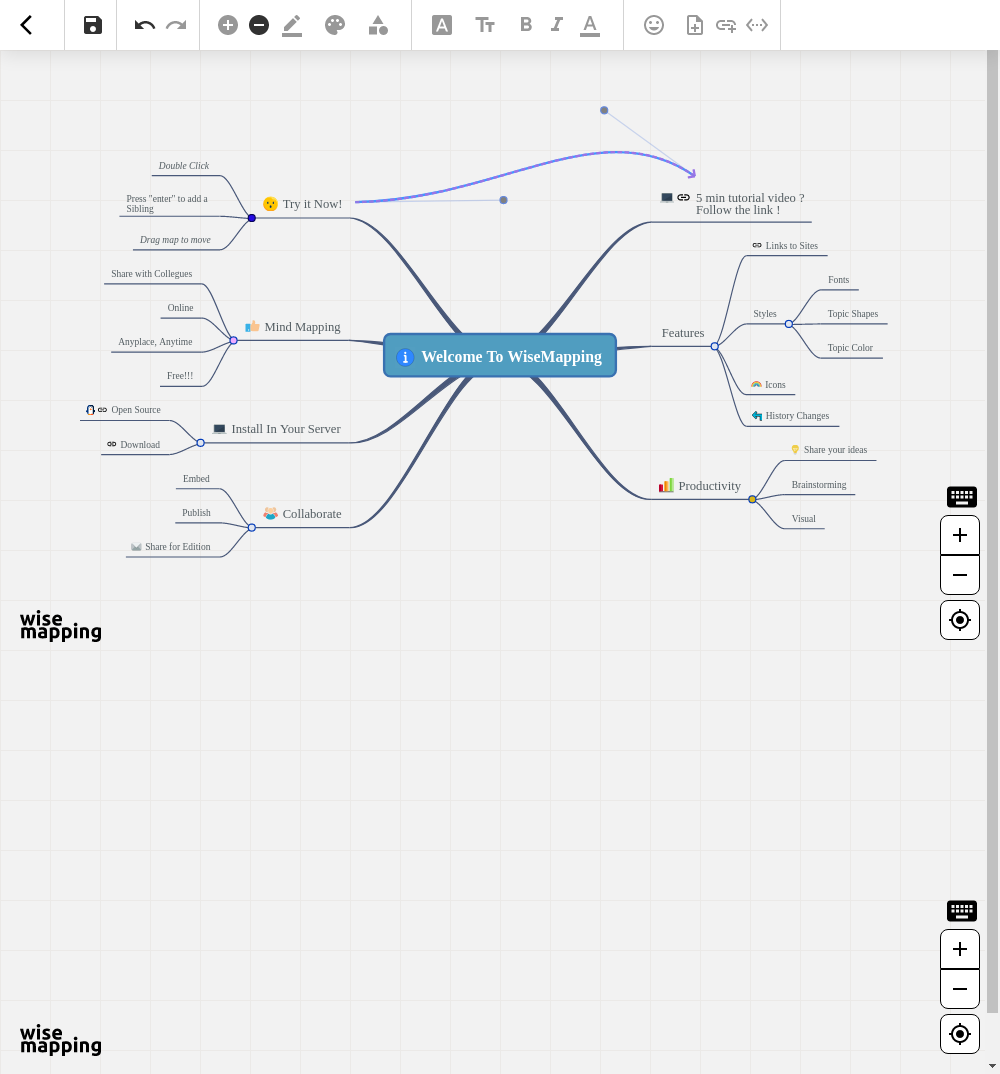 Double Click
Press "enter" to add a
Sibling
Drag map to move
Try it Now!
5 min tutorial video ?
Follow the link !
Share with Collegues
Online
Anyplace, Anytime
Free!!!
Mind Mapping
Welcome To WiseMapping
Features
Links to Sites
Styles
Fonts
Topic Shapes
Topic Color
Icons
History Changes
Open Source
Download
Install In Your Server
Embed
Publish
Share for Edition
Collaborate
Productivity
Share your ideas
Brainstorming
Visual
wise
mapping
wise
mapping